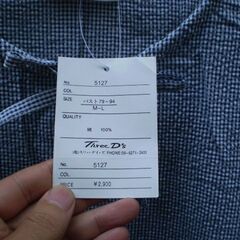 No. 5127
COL.
SIZE バスト79~94
M-L
QUALITY
綿 100%
Three D's
PHONE
No. 5127
COL.
PRICE ¥2,900